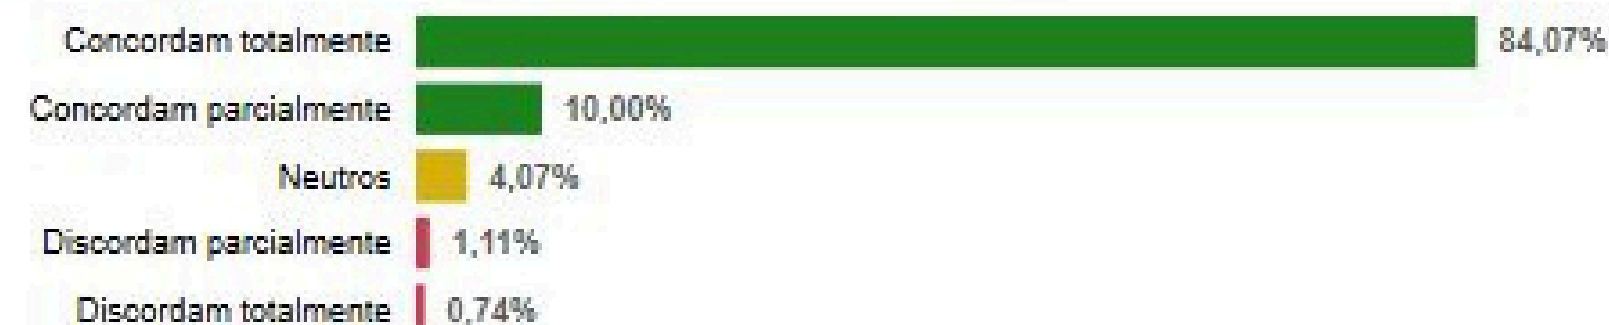 Concordam totalmente 84,07%
Concordam parcialmente 10,00%
Neutros 4,07%
Discordam parcialmente 1,11%
Discordam totalmente 0,74%